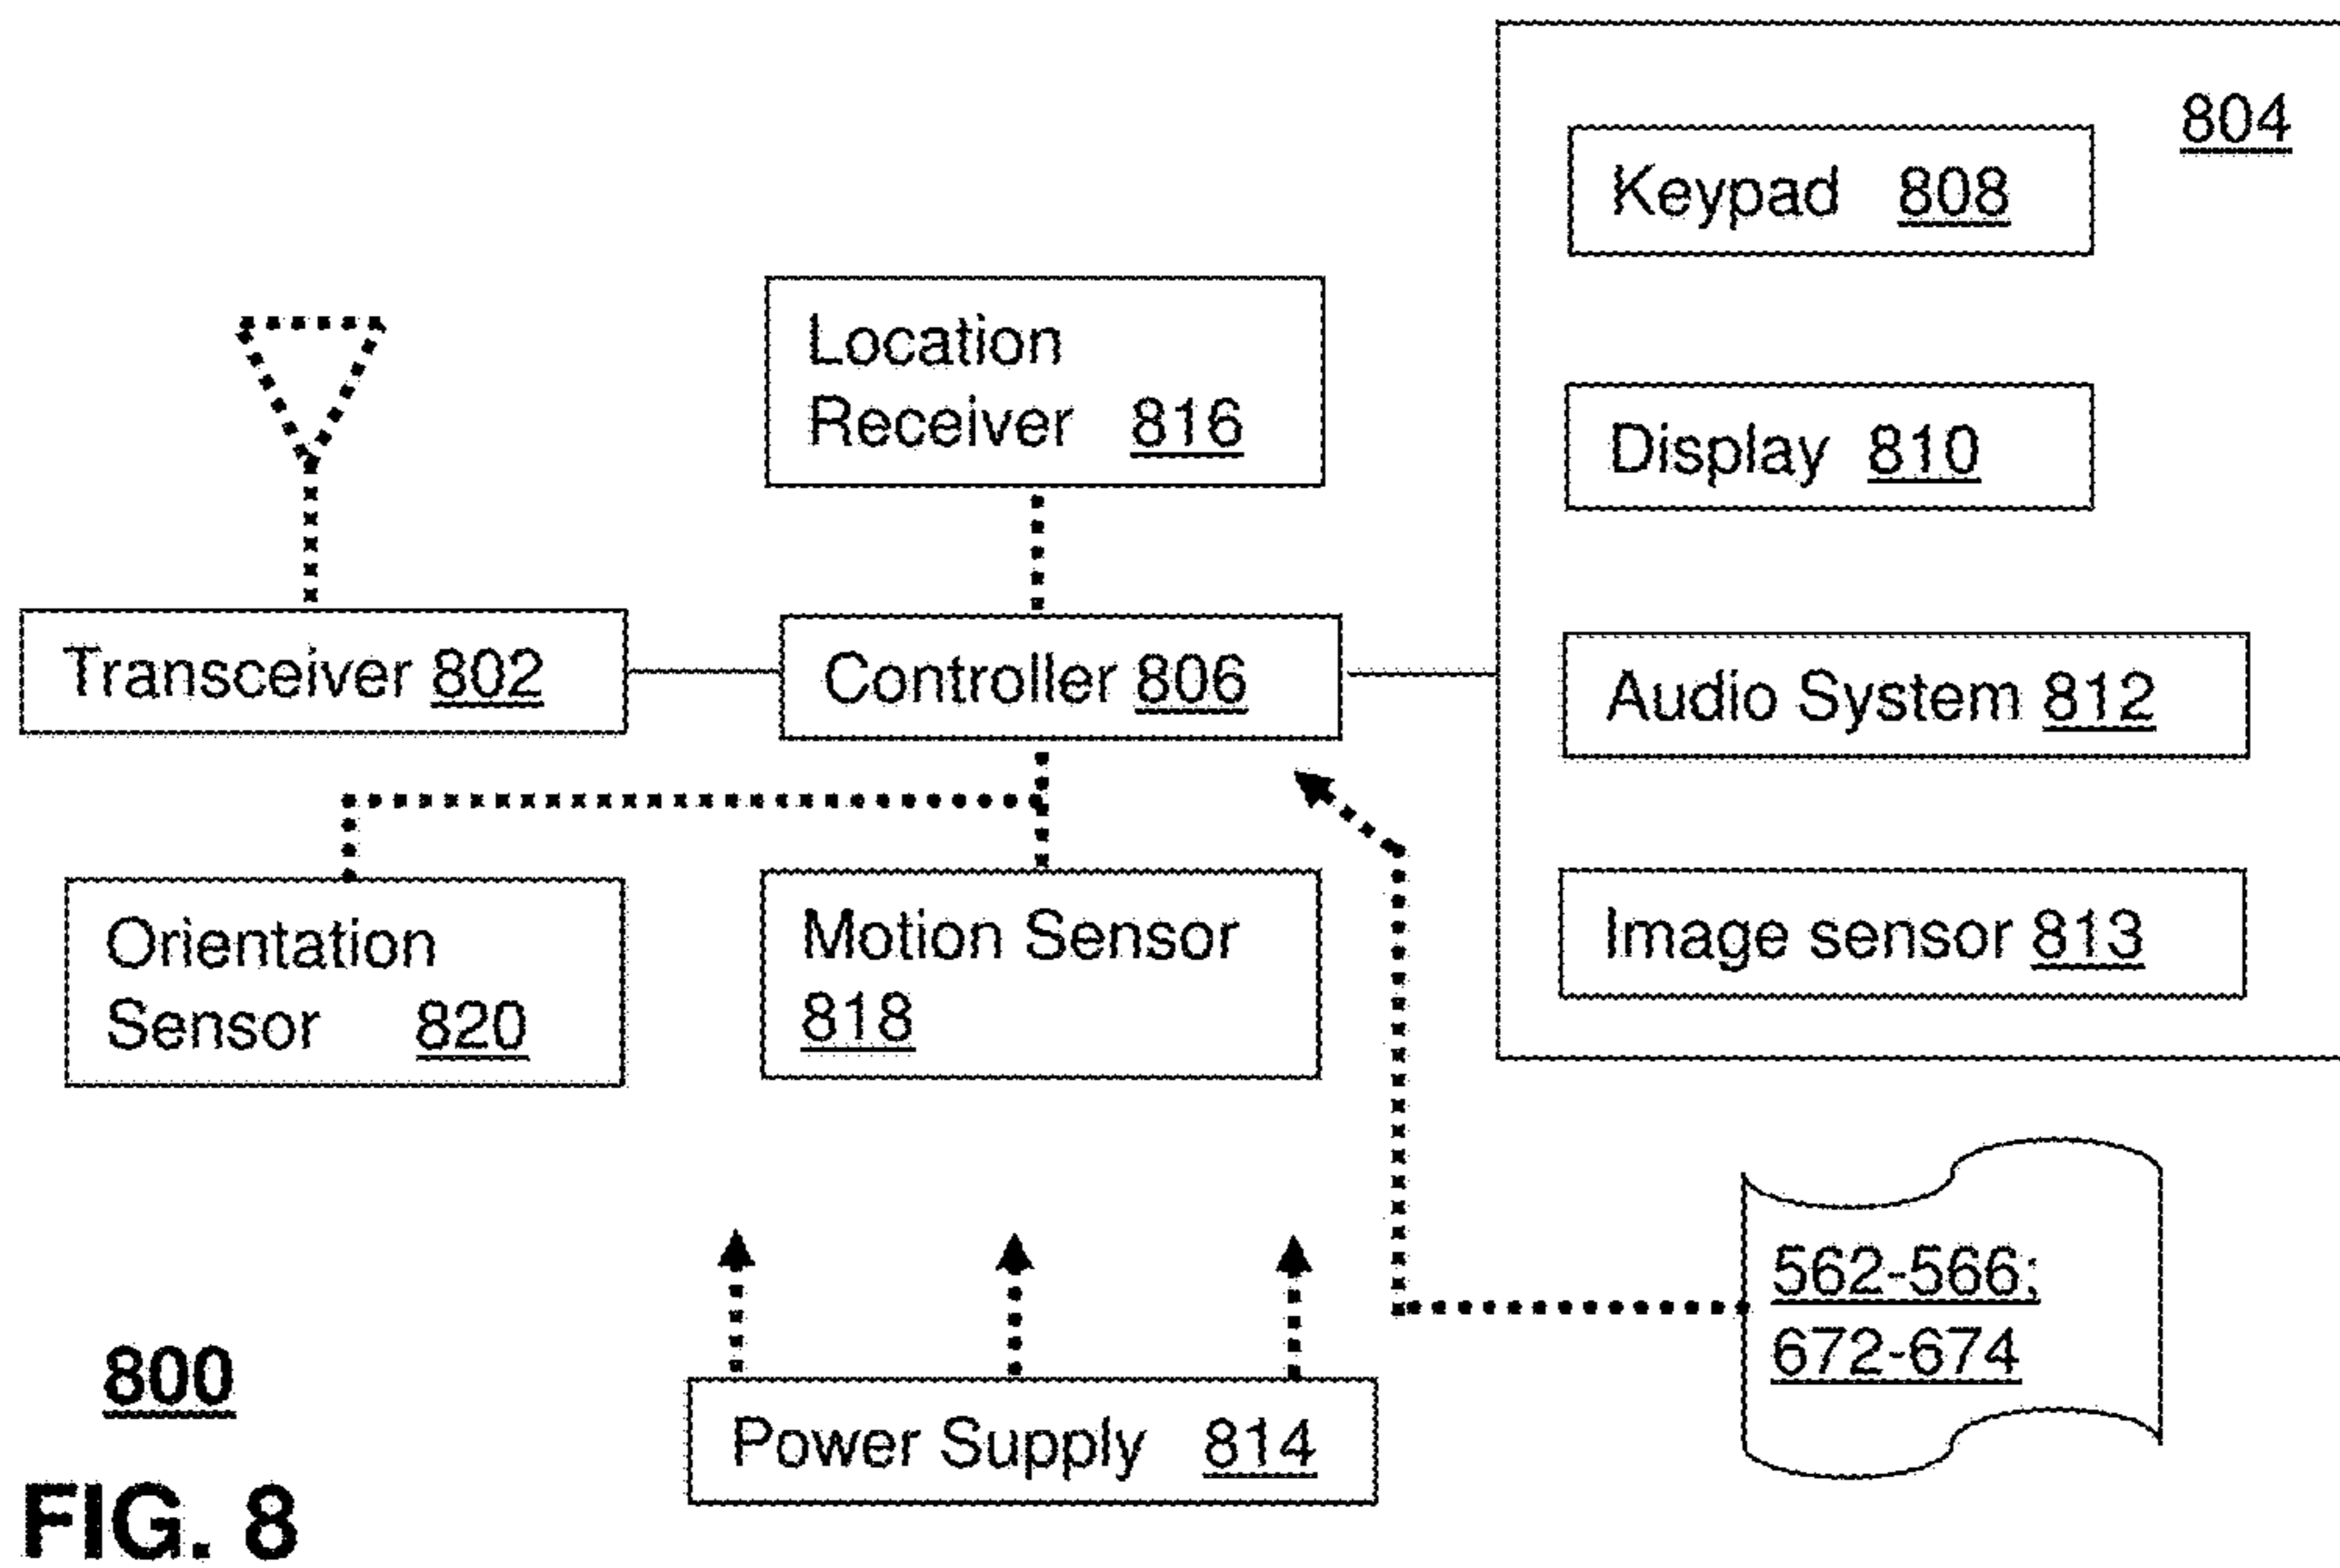 804
Keypad 808
Location
Receiver 816
Display 810
Transceiver 802
Controller 806
Audio System 812
Orientation
Sensor 820
Motion Sensor
818
Image sensor 813
562-566;
672-674
800
Power Supply 814
FIG. 8